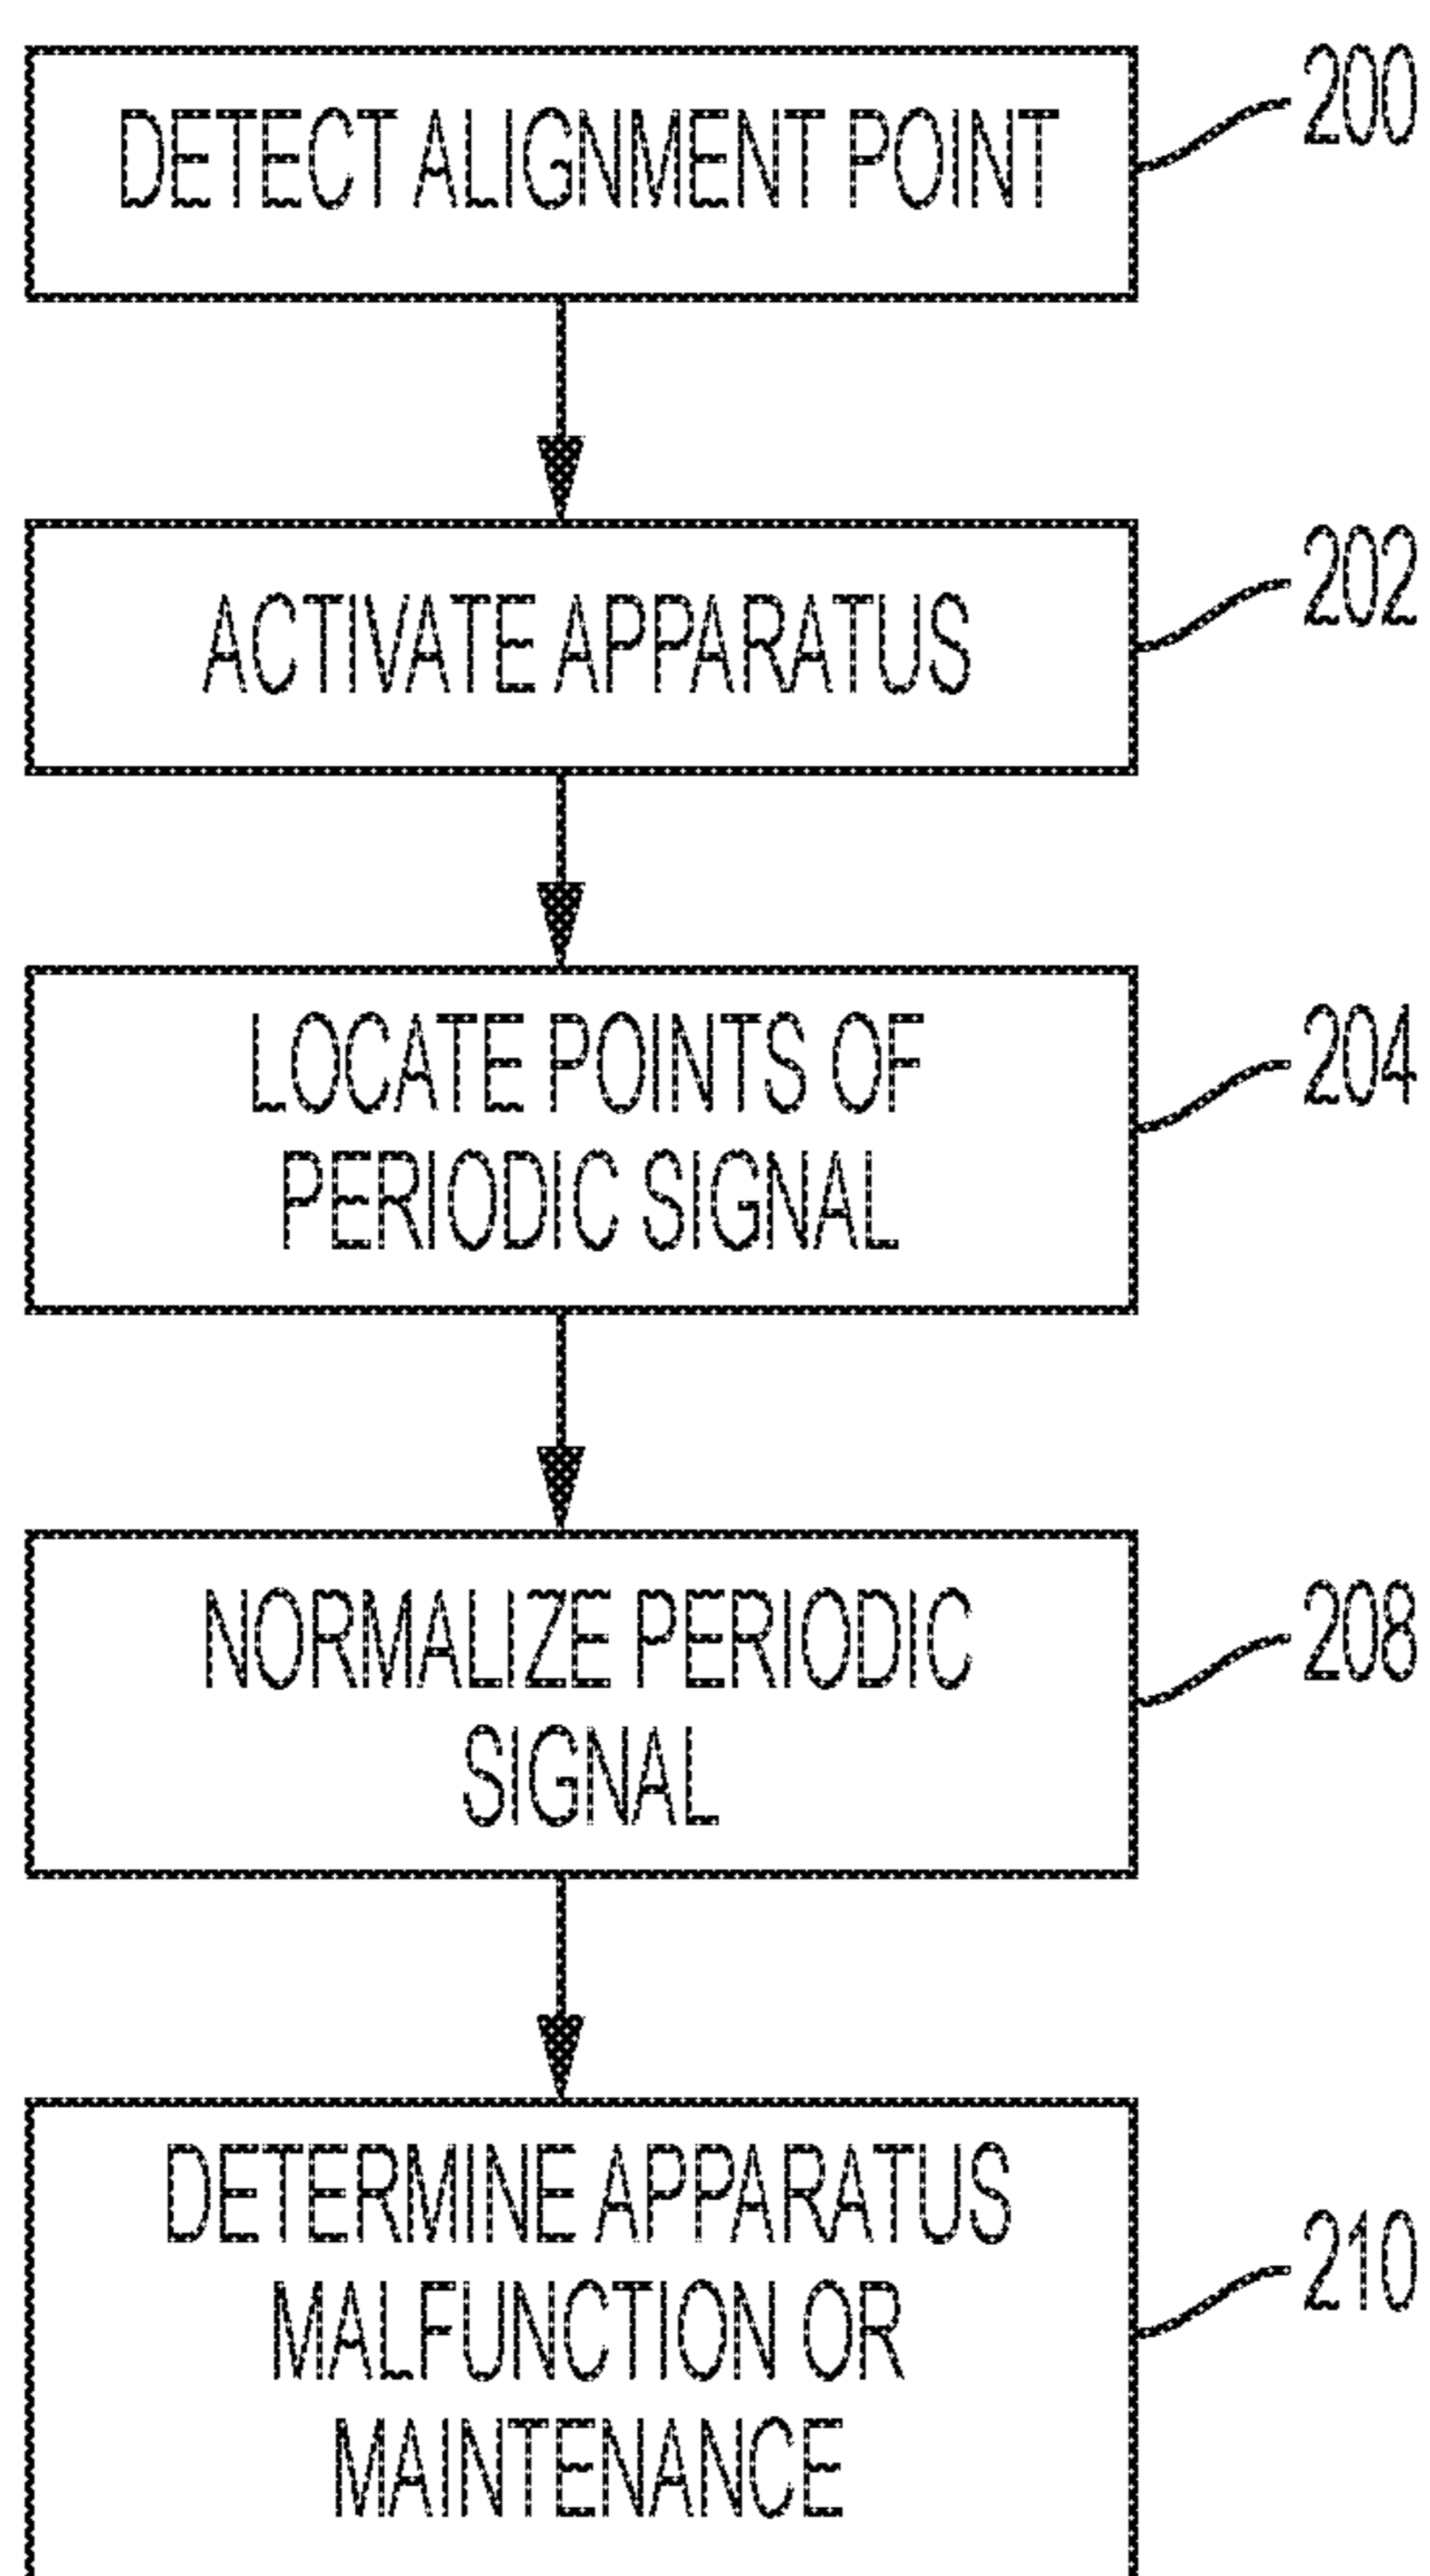 DETECT ALIGNMENT POINT
200
ACTIVATE APPARATUS
202
LOCATE POINTS OF
PERIODIC SIGNAL
204
NORMALIZE PERIODIC
SIGNAL
208
DETERMINE APPARATUS
MALFUNCTION OR
MAINTENANCE
210